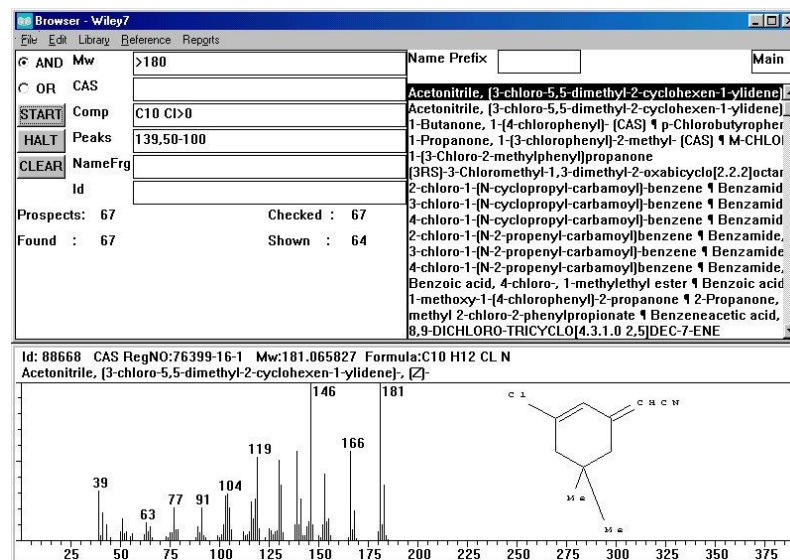 Browser - Wiley7
File Edit Library Reference Reports
AND Mw >180
OR CAS
START Comp C10 Cl>0
HALT Peaks 139,50-100
CLEAR NameFrg
Id
Prospects: 67 Checked : 67
Found : 67 Shown : 64
Name Prefix Main
Acetonitrile, (3-chloro-5,5-dimethyl-2-cyclohexen-1-ylidene)
Acetonitrile, (3-chloro-5,5-dimethyl-2-cyclohexen-1-ylidene)
1-Butanone, 1-(4-chlorophenyl)- (CAS) ¶ p-Chlorobutyropher
1-Propanone, 1-(3-chlorophenyl)-2-methyl- (CAS) ¶ M-CHLO
1-(3-Chloro-2-methylphenyl)propanone
(3RS)-3-Chloromethyl-1,3-dimethyl-2-oxabicyclo[2.2.2]octar
2-chloro-1-(N-cyclopropyl-carbamoyl)-benzene ¶ Benzamid
3-chloro-1-(N-cyclopropyl-carbamoyl)-benzene ¶ Benzamid
4-chloro-1-(N-cyclopropyl-carbamoyl)-benzene ¶ Benzamid
2-chloro-1-(N-2-propenyl-carbamoyl)benzene ¶ Benzamide,
3-chloro-1-(N-2-propenyl-carbamoyl)-benzene ¶ Benzamide,
4-chloro-1-(N-2-propenyl-carbamoyl)benzene ¶ Benzamide,
Benzoic acid, 4-chloro-, 1-methylethyl ester ¶ Benzoic acid
1-methoxy-1-(4-chlorophenyl)-2-propanone ¶ 2-Propanone,
methyl 2-chloro-2-phenylpropionate ¶ Benzeneacetic acid,
8,9-DICHLORO-TRICYCLO[4.3.1.0 2,5]DEC-7-ENE
Id: 88668 CAS RegNO:76399-16-1 Mw:181.065827 Formula:C10 H12 CL N
Acetonitrile, (3-chloro-5,5-dimethyl-2-cyclohexen-1-ylidene)-, (Z)-
146 181
Cl CHCN
119 166
39 104
63 77 91
Me
Me
25 50 75 100 125 150 175 200 225 250 275 300 325 350 375